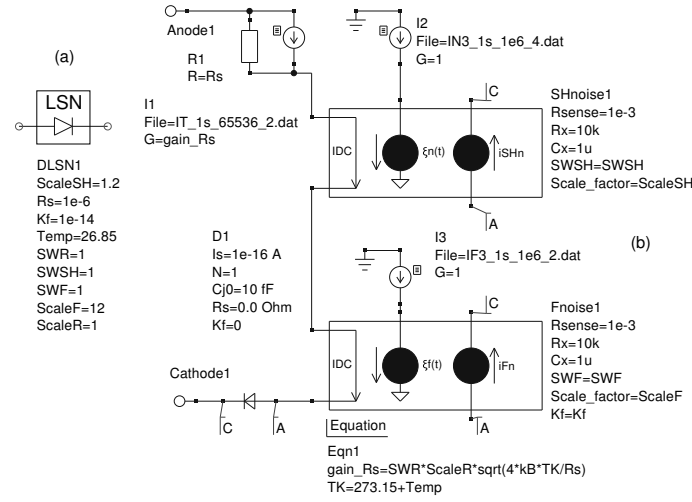 (a)
LSN
DLSN1
ScaleSH=1.2
Rs=1e-6
Kf=1e-14
Temp=26.85
SWR=1
SWSH=1
SWF=1
ScaleF=12
ScaleR=1
Anode1
R1
R=Rs
I1
File=IT_1s_65536_2.dat
G=gain_Rs
I2
File=IN3_1s_1e6_4.dat
G=1
C
IDC
ξn(t)
iSHn
A
SHnoise1
Rsense=1e-3
Rx=10k
Cx=1u
SWSH=SWSH
Scale_factor=ScaleSH
(b)
D1
Is=1e-16 A
N=1
Cj0=10 fF
Rs=0.0 Ohm
Kf=0
I3
File=IF3_1s_1e6_2.dat
G=1
C
IDC
ξf(t)
iFn
A
Fnoise1
Rsense=1e-3
Rx=10k
Cx=1u
SWF=SWF
Scale_factor=ScaleF
Kf=Kf
Cathode1
C
A
Equation
Eqn1
gain_Rs=SWR*ScaleR*sqrt(4*kB*TK/Rs)
TK=273.15+Temp